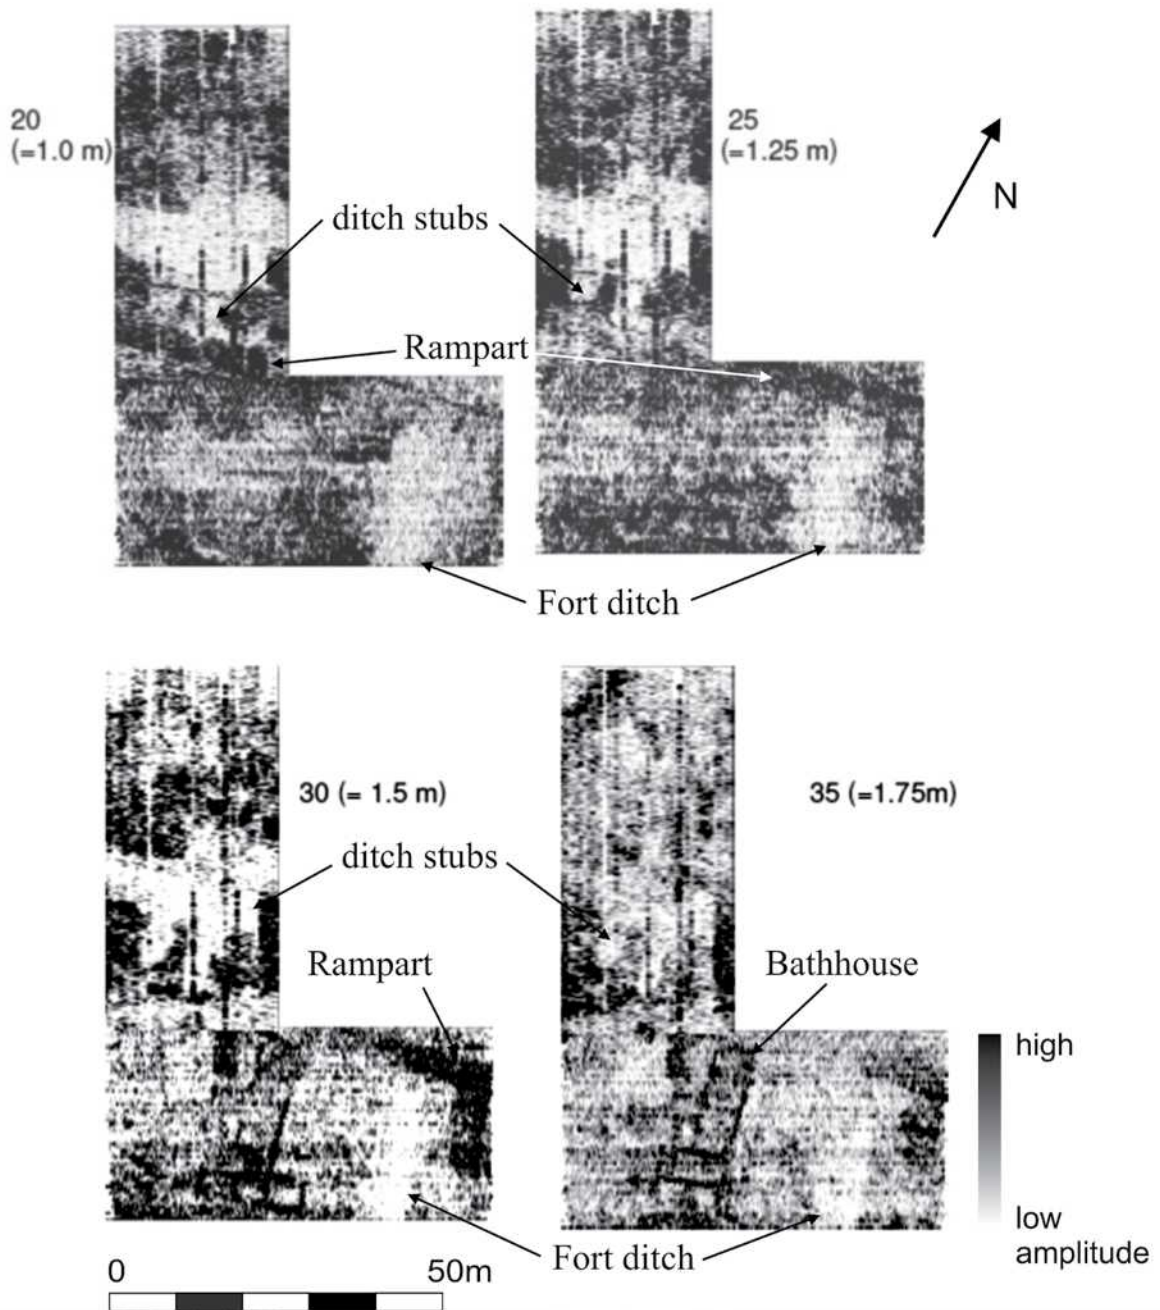 20
(=1.0 m)
25
(=1.25 m)
N
ditch stubs
Rampart
Fort ditch
30 (= 1.5 m)
35 (=1.75m)
ditch stubs
Rampart
Bathhouse
high
low
amplitude
Fort ditch
0 50m